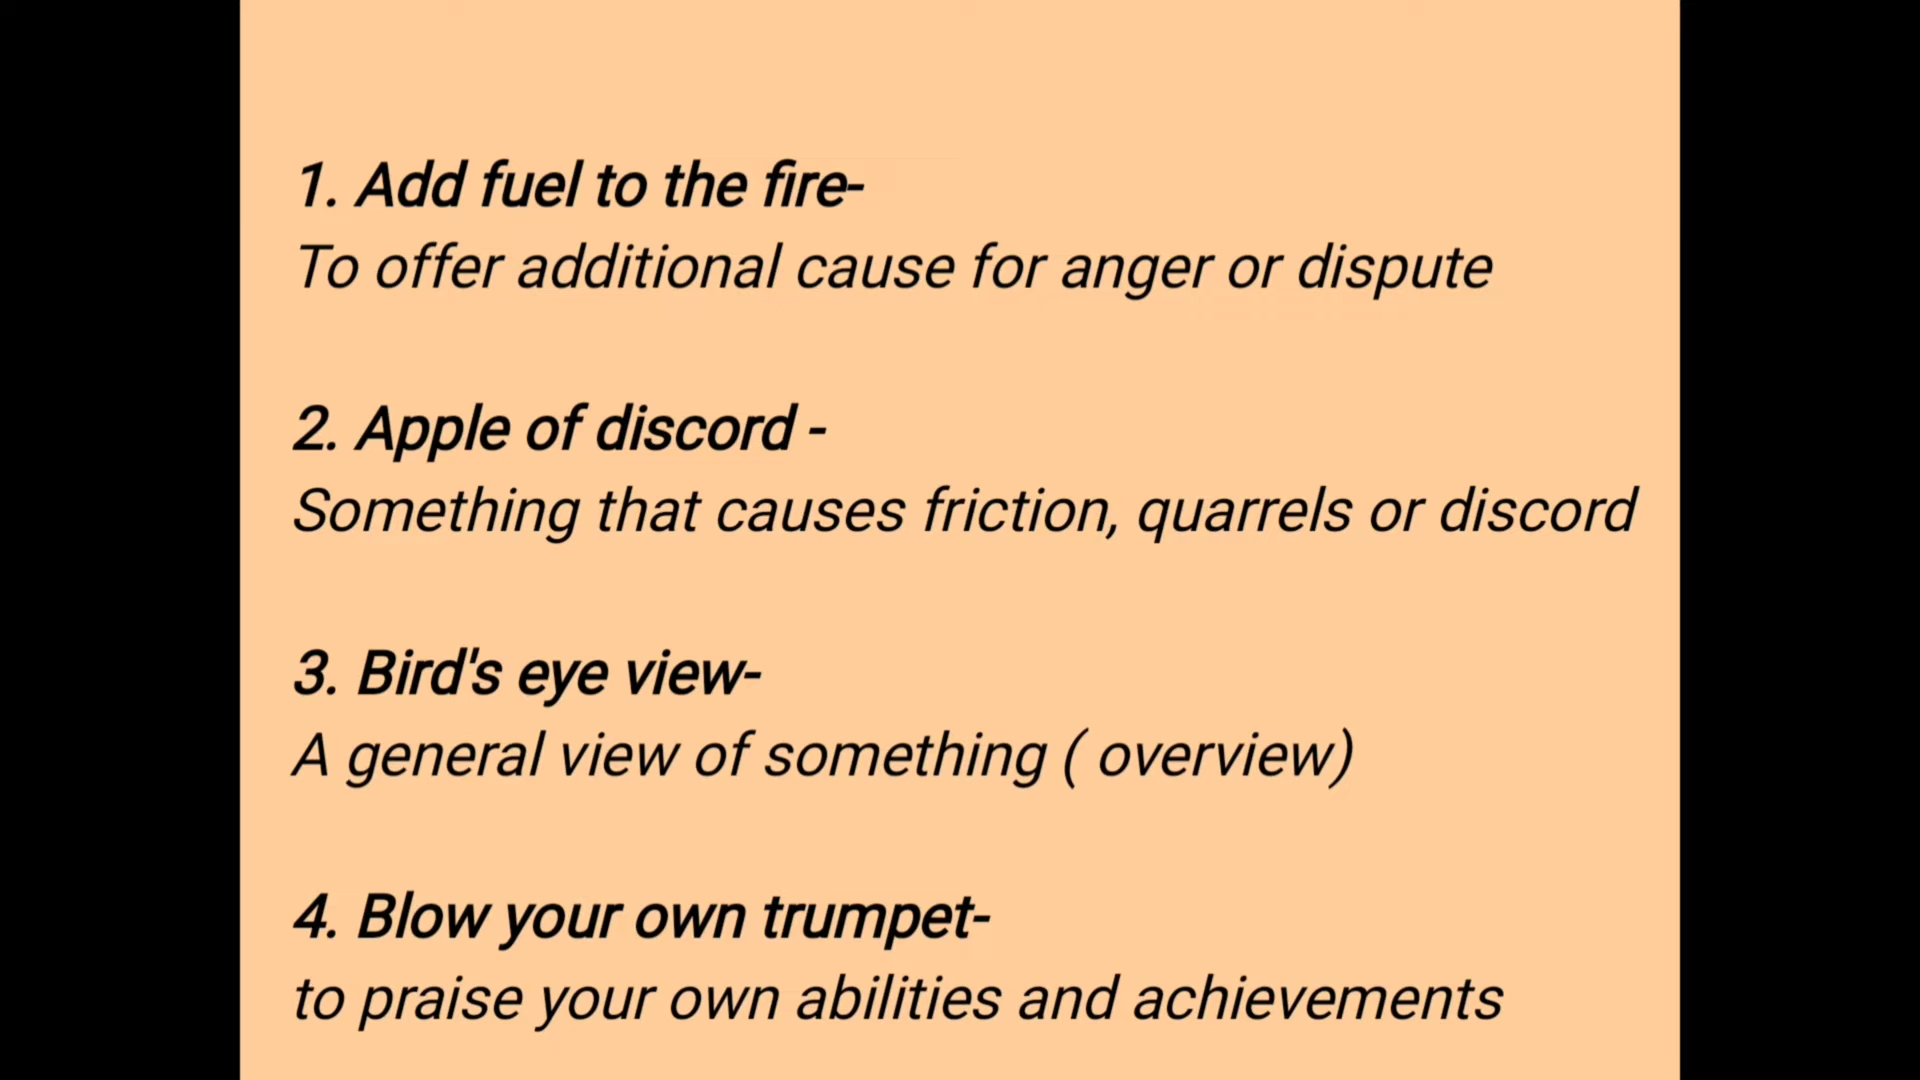 1. Add fuel to the fire-
To offer additional cause for anger or dispute
2. Apple of discord -
Something that causes friction, quarrels or discord
3. Bird's eye view-
A general view of something ( overview)
4. Blow your own trumpet-
to praise your own abilities and achievements